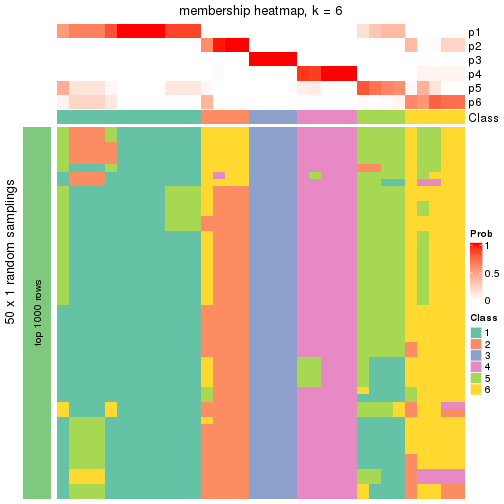 membership heatmap, k = 6
p1
p2
p3
p4
p5
p6
Class
50 x 1 random samplings
top 1000 rows
Prob
1
0.5
0
Class
1
2
3
4
5
6